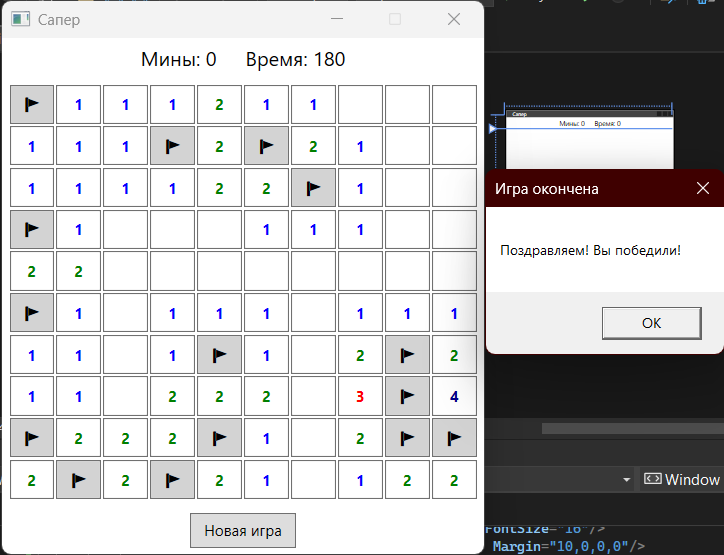 Сапер
Мины: 0 Время: 180
1 1 1 2 1 1
1 1 1 2 2 1
1 1 1 1 2 2 1
1 1 1 1
2 2
1 1 1 1 1 1 1
1 1 1 1 2 2
1 1 2 2 2 3 4
2 2 2 1 2
2 2 2 1 1 2 2
Новая игра
Сапер
Мины: 0 Время: 0
Игра окончена
Поздравляем! Вы победили!
OK
Window
FontSize="16"/>
Margin="10,0,0,0"/>